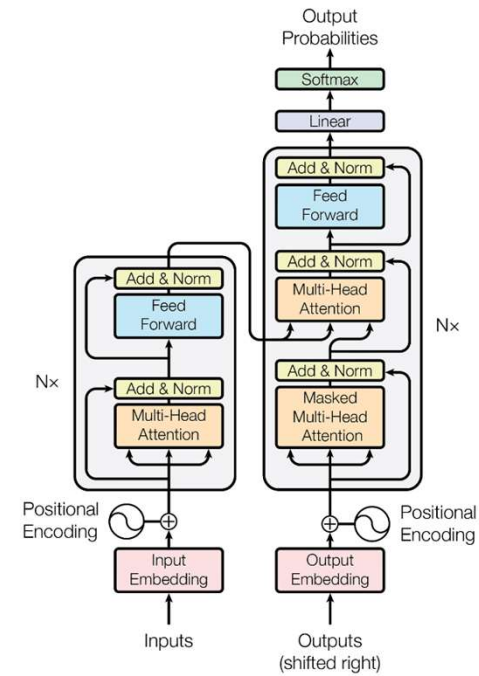 Output
Probabilities
Softmax
Linear
Add & Norm
Feed
Forward
Add & Norm
Multi-Head
Attention
Add & Norm
Masked
Multi-Head
Attention
Nx
Add & Norm
Feed
Forward
Add & Norm
Multi-Head
Attention
Nx
Positional
Encoding
Input
Embedding
Inputs
Positional
Encoding
Output
Embedding
Outputs
(shifted right)